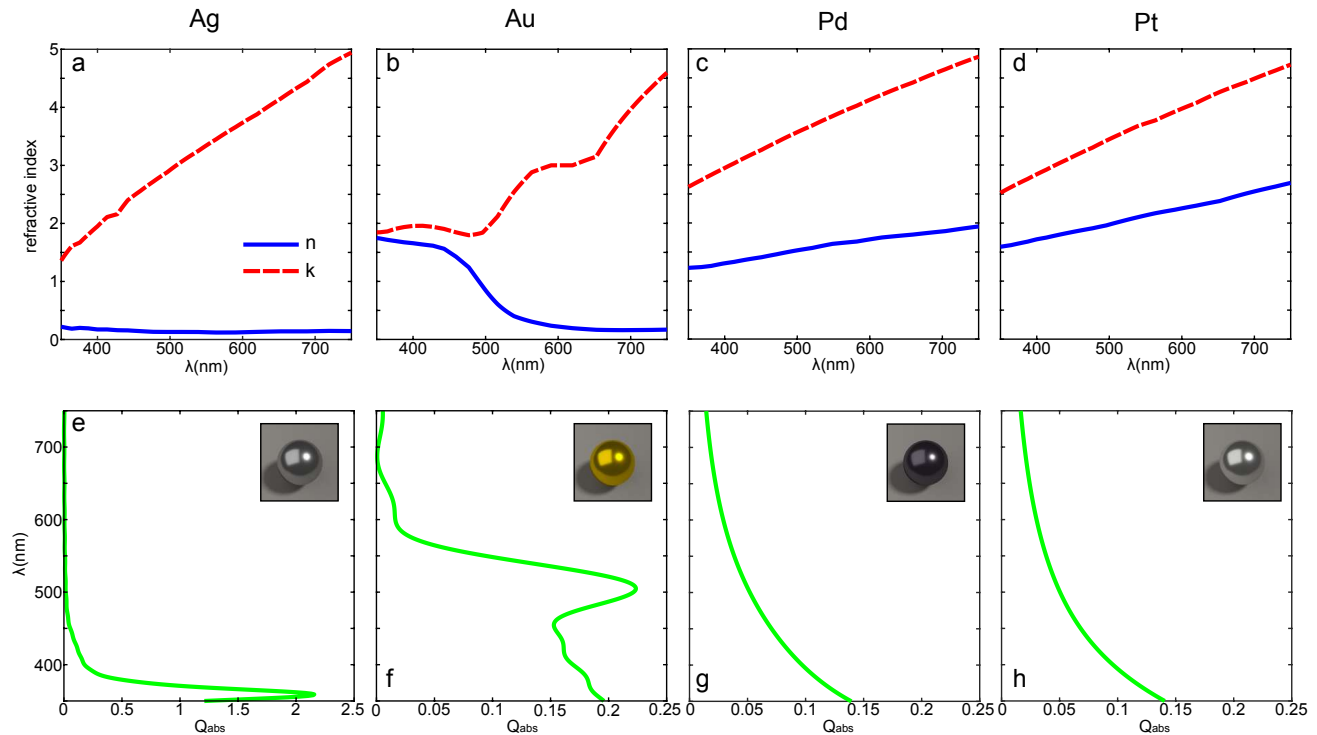 Ag Au Pd Pt
a b c d
refractive index
5
4
3
2
1
0
n
k
400 500 600 700 400 500 600 700 400 500 600 700 400 500 600 700
λ(nm) λ(nm) λ(nm) λ(nm)
e f g h
λ(nm)
700
600
500
400
0 0.5 1 1.5 2 2.5 0 0.05 0.1 0.15 0.2 0.25 0 0.05 0.1 0.15 0.2 0.25 0 0.05 0.1 0.15 0.2 0.25
Qabs Qabs Qabs Qabs